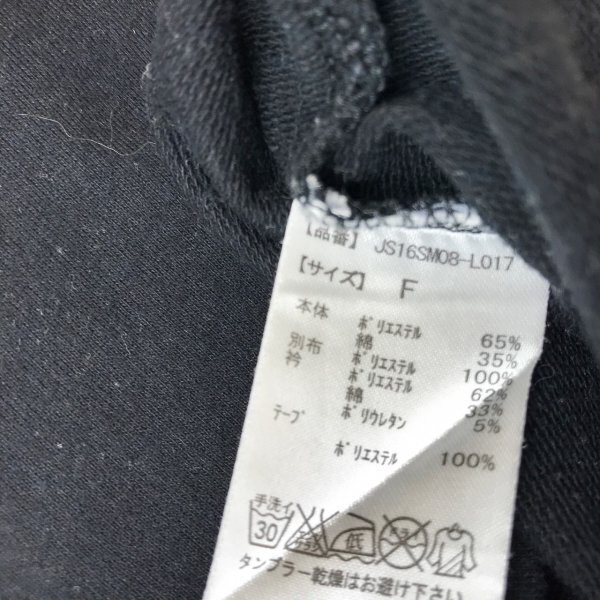 【品番】 JS16SM08-L017
【サイズ】 F
本体 ﾎﾟﾘｴｽﾃﾙ 65%
綿 35%
別布 ﾎﾟﾘｴｽﾃﾙ 100%
衿 ﾎﾟﾘｴｽﾃﾙ 62%
綿 33%
ﾎﾟﾘｳﾚﾀﾝ 5%
ﾃｰﾌﾟ ﾎﾟﾘｴｽﾃﾙ 100%
手洗イ
30 低 ドライ
タンブラー乾燥はお避け下さい